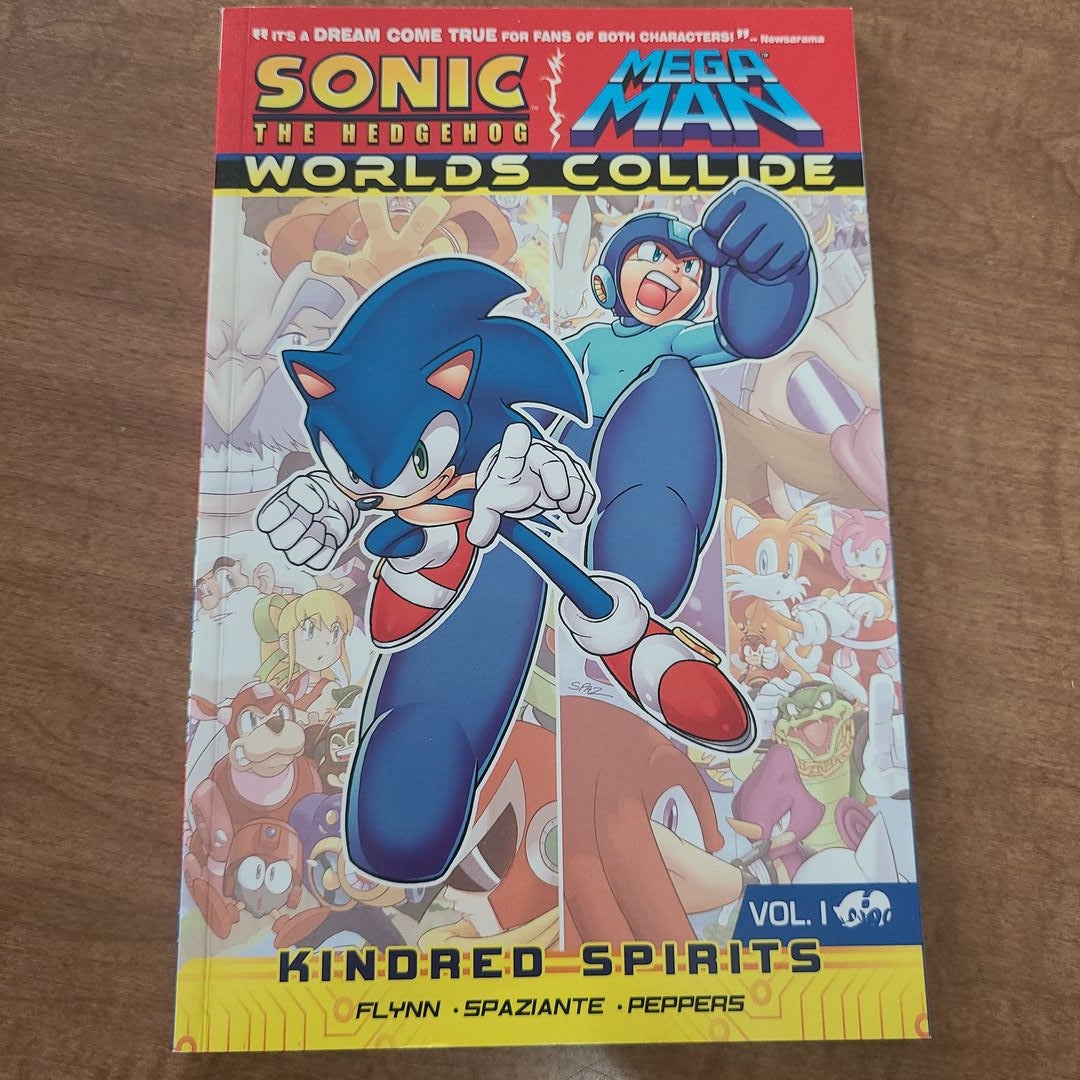 “IT'S A DREAM COME TRUE FOR FANS OF BOTH CHARACTERS!” -- Newsarama
SONIC
THE HEDGEHOG
MEGA
MAN
WORLDS COLLIDE
SPAZ
VOL. 1
KINDRED SPIRITS
FLYNN • SPAZIANTE • PEPPERS